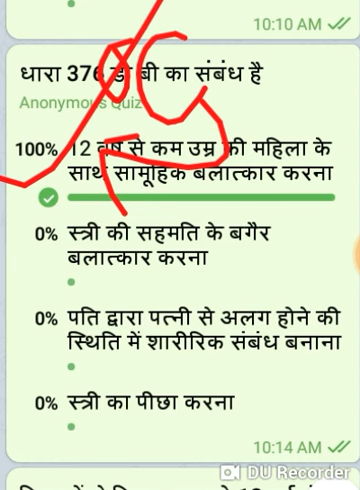 10:10 AM
धारा 376 डी बी का संबंध है
Anonymous Quiz
100% 12 वर्ष से कम उम्र की महिला के
साथ सामूहिक बलात्कार करना
0% स्त्री की सहमति के बगैर
बलात्कार करना
0% पति द्वारा पत्नी से अलग होने की
स्थिति में शारीरिक संबंध बनाना
0% स्त्री का पीछा करना
10:14 AM
DU Recorder